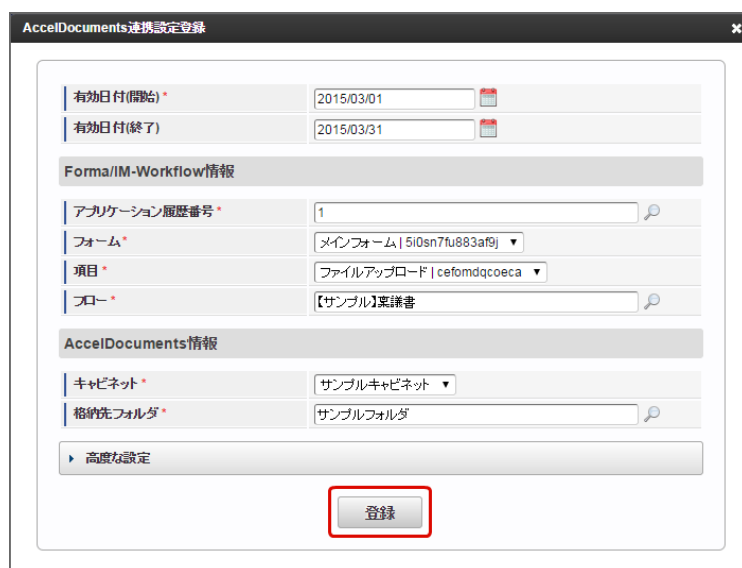 AccelDocuments連携設定登録 ×
有効日付(開始) * 2015/03/01
有効日付(終了) 2015/03/31
Forma/IM-Workflow情報
アプリケーション履歴番号 * 1
フォーム * メインフォーム | 5i0sn7fu883af9j ▼
項目 * ファイルアップロード | cefomdqcoeca ▼
フロー * 【サンプル】稟議書
AccelDocuments情報
キャビネット * サンプルキャビネット ▼
格納先フォルダ * サンプルフォルダ
高度な設定
登録